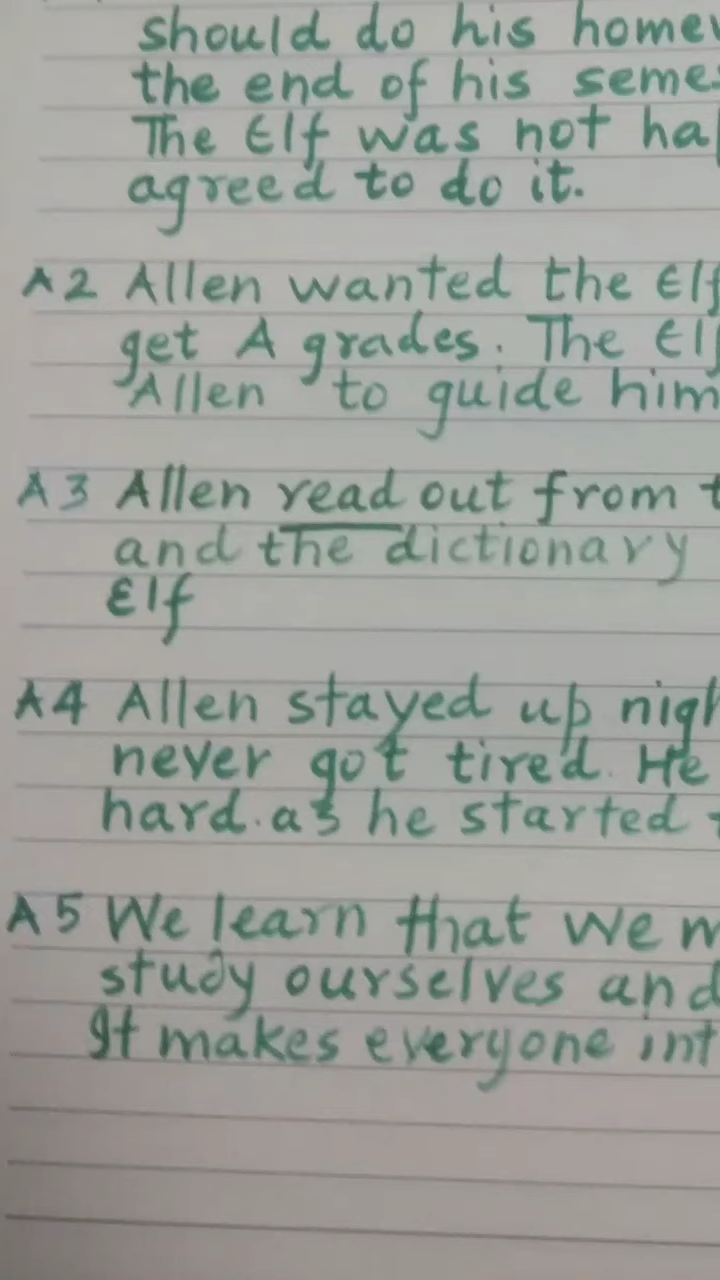 should do his homew
the end of his semes
The Elf was not hap
agreed to do it.
A2 Allen wanted the Elf
get A grades. The Elf
Allen to guide him
A3 Allen read out from t
and the dictionary
Elf
A4 Allen stayed up nigh
never got tired. He
hard. as he started t
A5 We learn that we m
study ourselves and
It makes everyone int